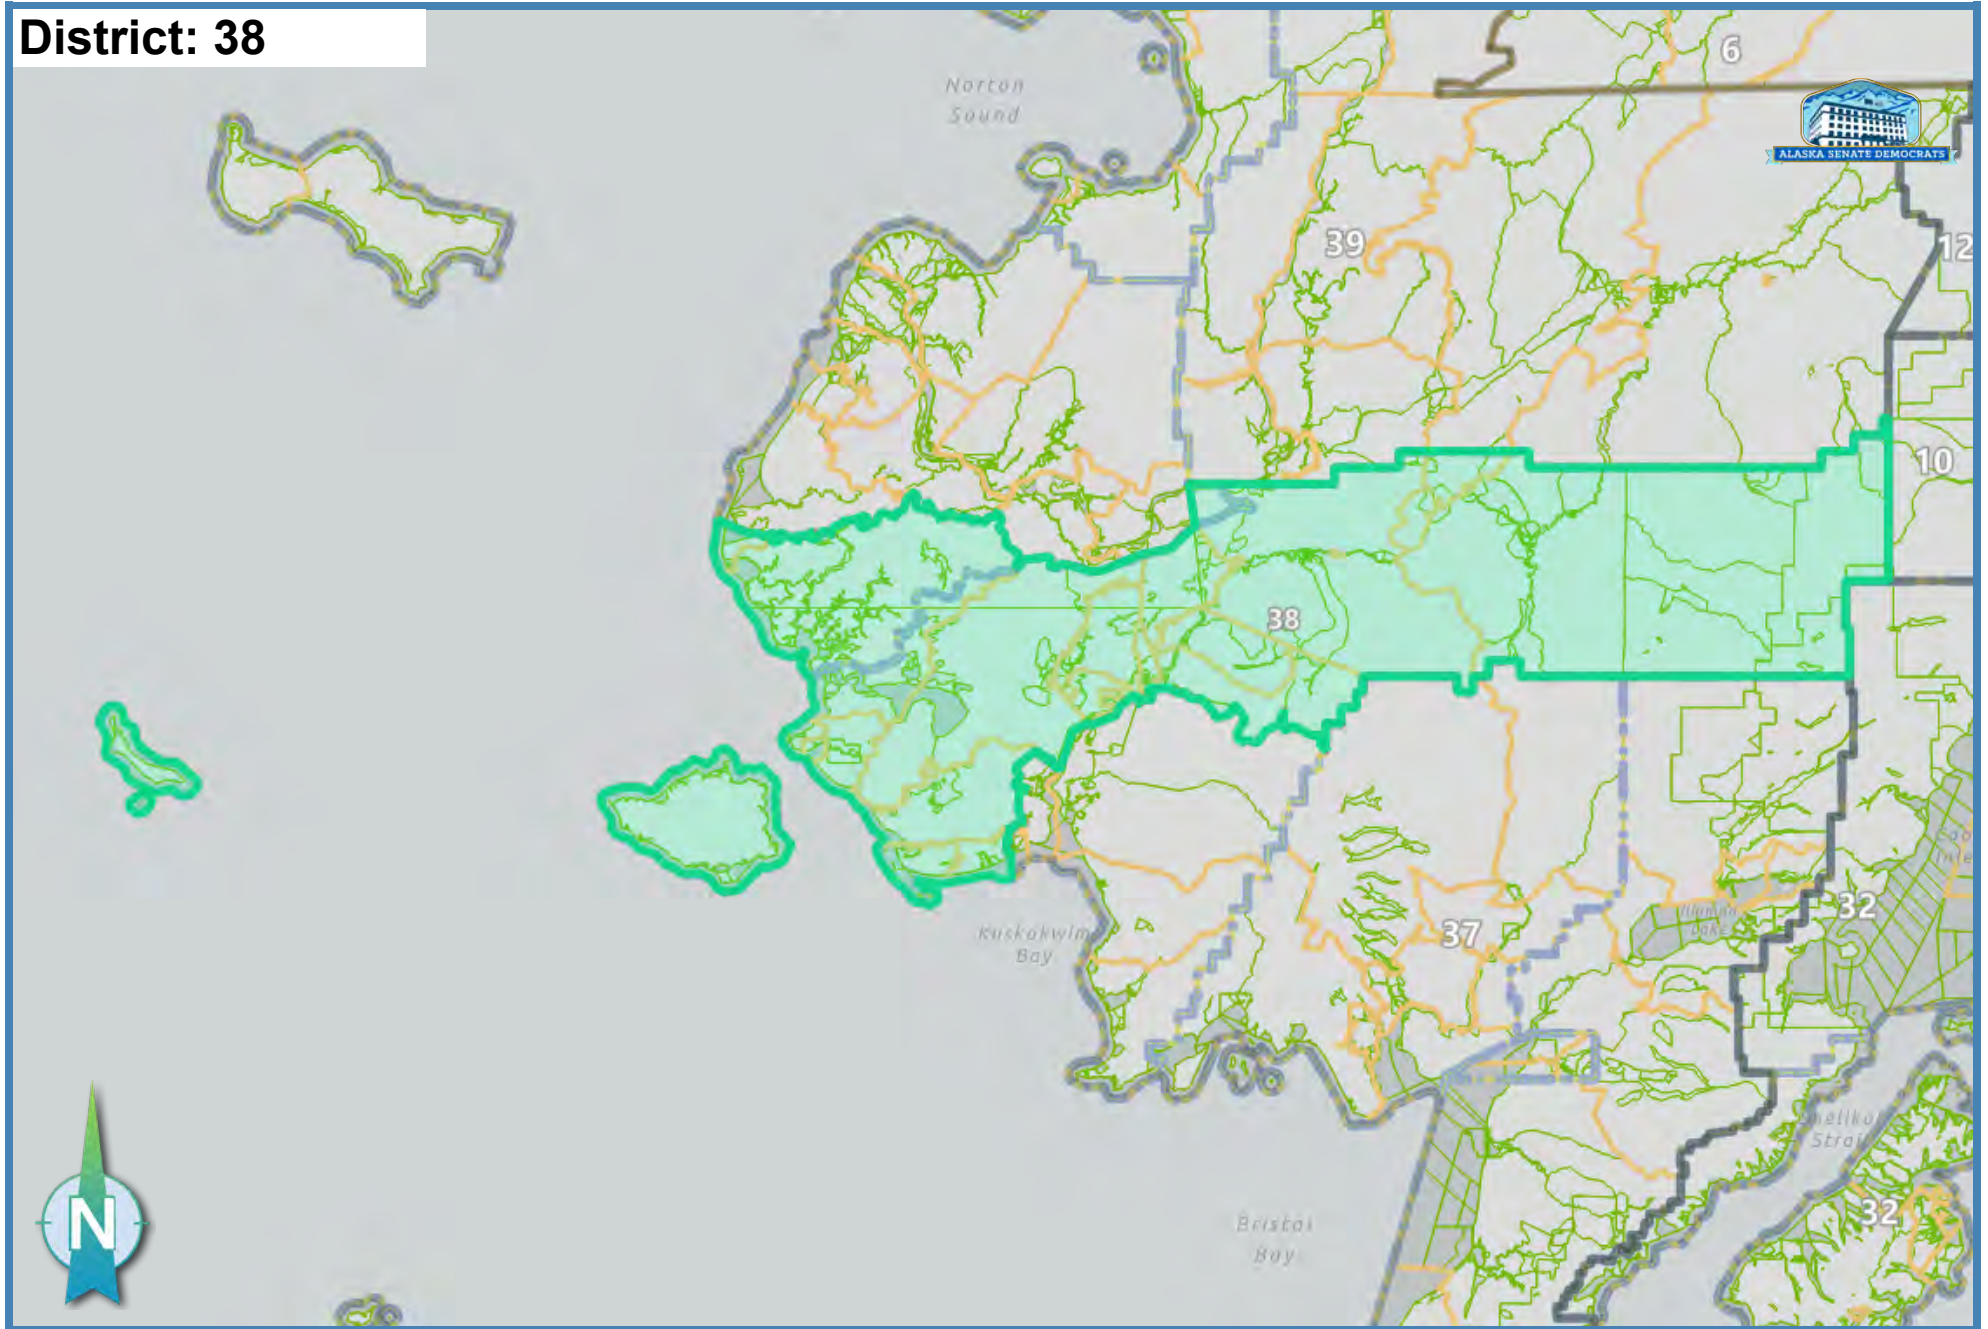 District: 38
6
Norton
Sound
ALASKA SENATE DEMOCRATS
39
12
10
38
Iliamna
Lake
32
37
Kuskokwim
Bay
Strait
32
Bristol
Bay
N